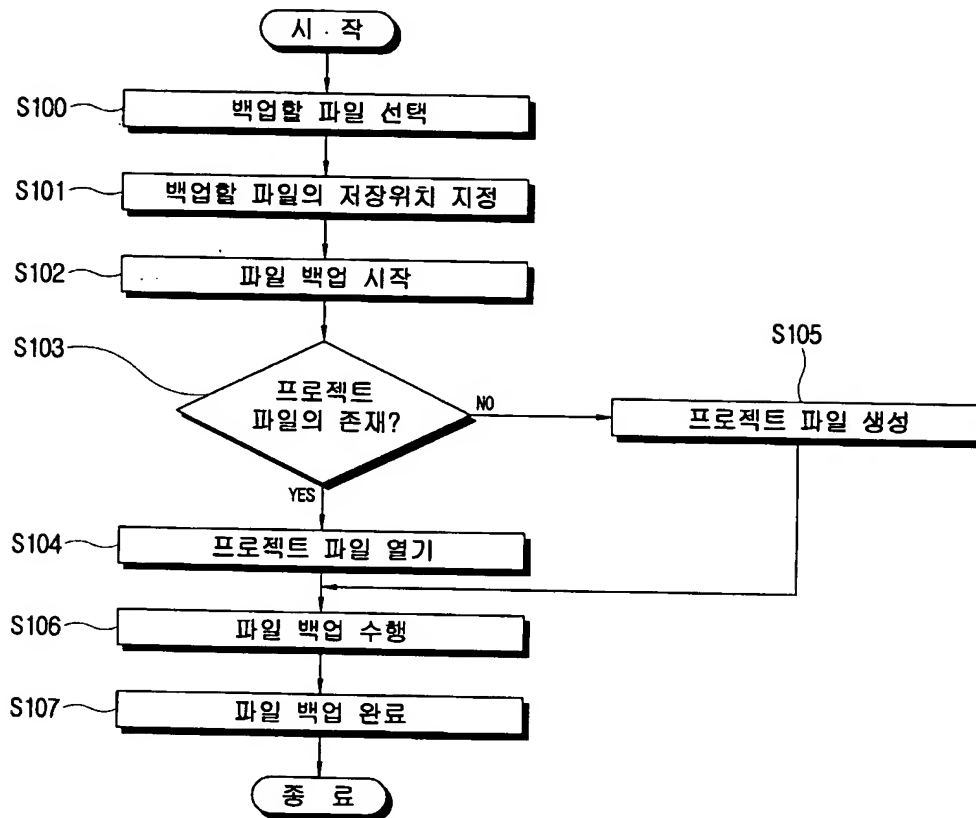 시 작
S100
백업할 파일 선택
S101
백업할 파일의 저장위치 지정
S102
파일 백업 시작
S103
프로젝트
파일의 존재?
NO
S105
프로젝트 파일 생성
YES
S104
프로젝트 파일 열기
S106
파일 백업 수행
S107
파일 백업 완료
종 료